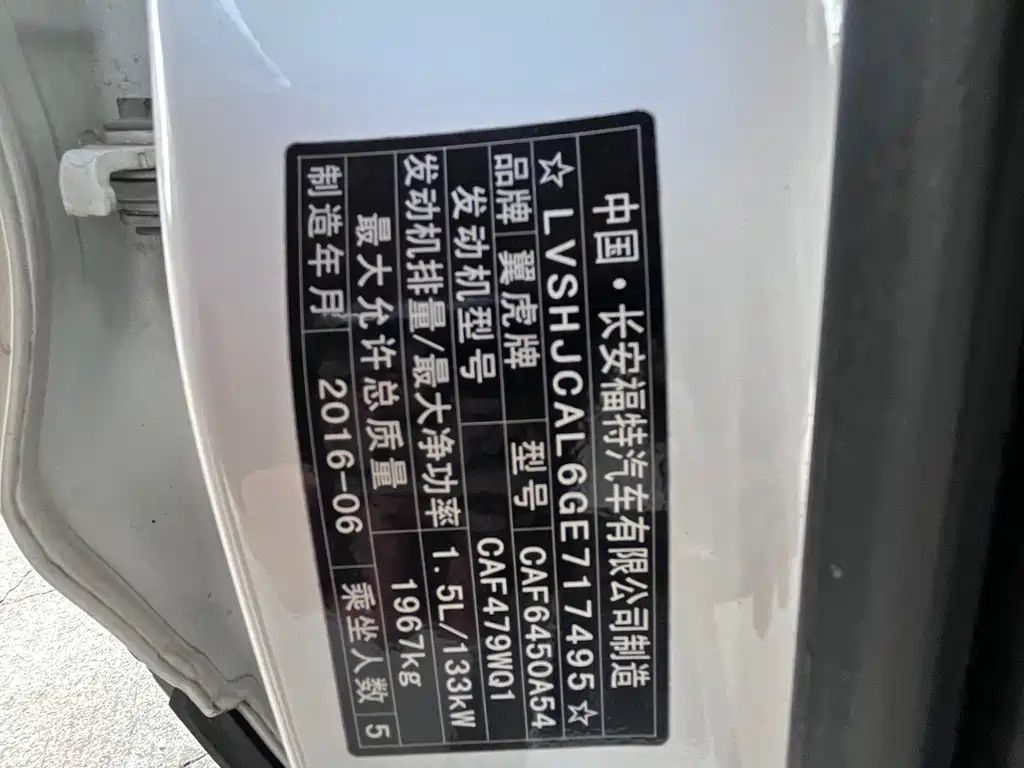 中国·长安福特汽车有限公司制造
☆LVSHJCAL6GE717495☆
品牌 翼虎牌 型号 CAF6450A54
发动机型号 CAF479WQ1
发动机排量/最大净功率 1.5L/133kW
最大允许总质量 1967kg
制造年月 2016-06 乘坐人数 5